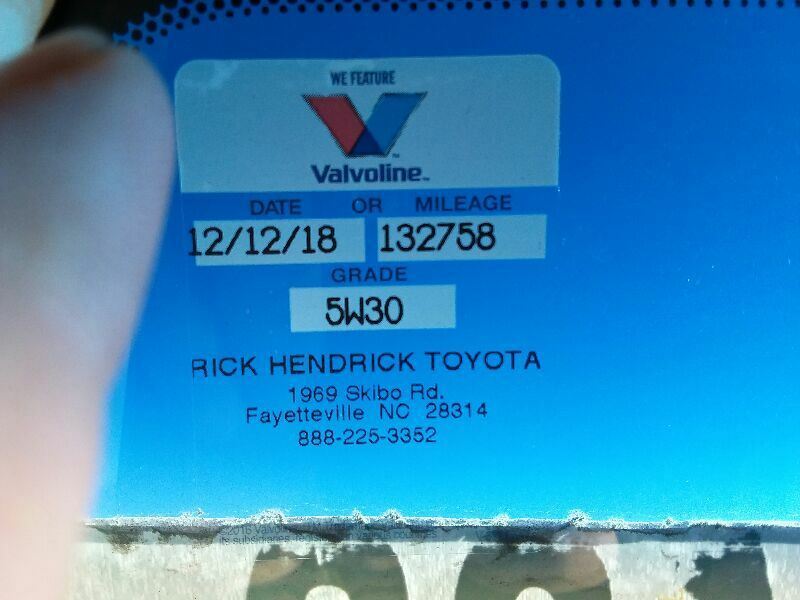 WE FEATURE
Valvoline™
DATE OR MILEAGE
12/12/18 132758
GRADE
5W30
RICK HENDRICK TOYOTA
1969 Skibo Rd.
Fayetteville NC 28314
888-225-3352